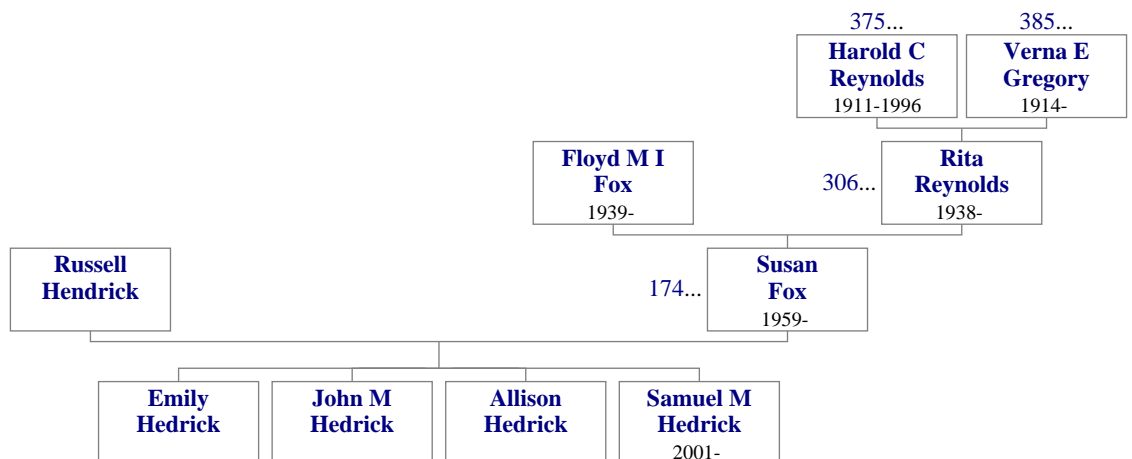 375... 385...
Harold C Verna E
Reynolds Gregory
1911-1996 1914-
Floyd M I Rita
Fox 306... Reynolds
1939- 1938-
Russell Susan
Hendrick 174... Fox
1959-
Emily John M Allison Samuel M
Hedrick Hedrick Hedrick Hedrick
2001-